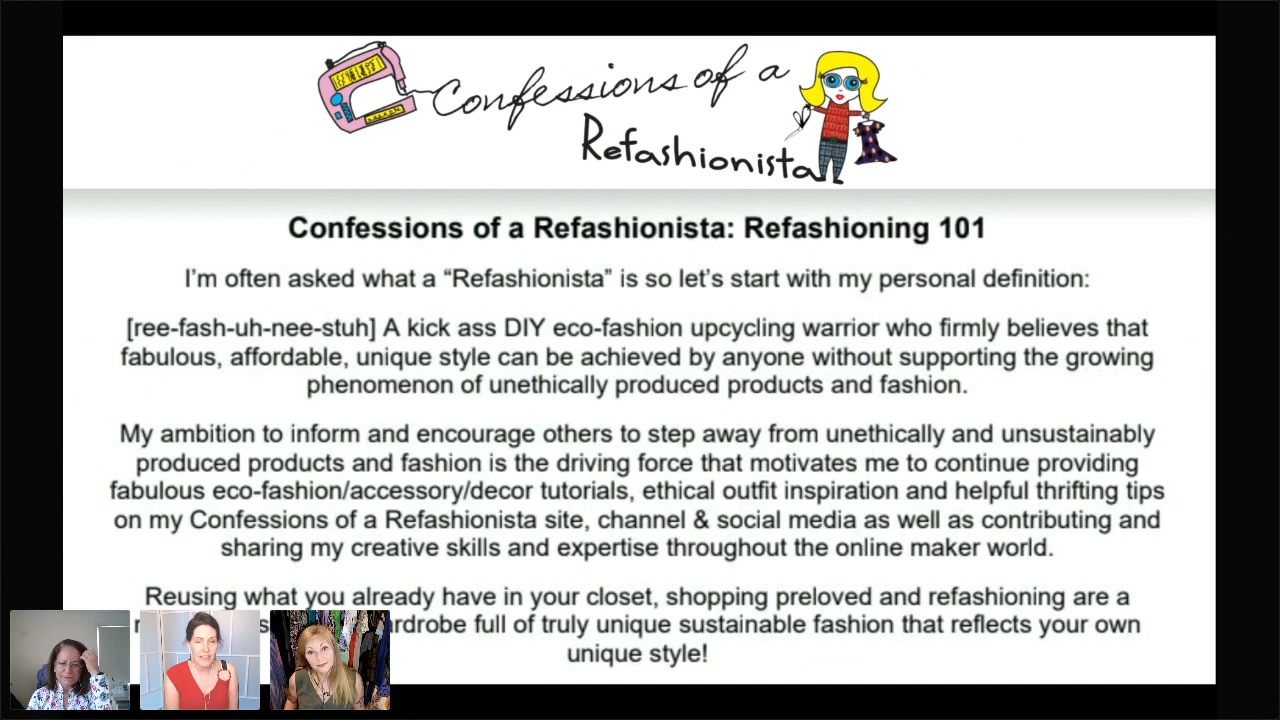 Confessions of a
Refashionista
Confessions of a Refashionista: Refashioning 101
I’m often asked what a “Refashionista” is so let’s start with my personal definition:
[ree-fash-uh-nee-stuh] A kick ass DIY eco-fashion upcycling warrior who firmly believes that
fabulous, affordable, unique style can be achieved by anyone without supporting the growing
phenomenon of unethically produced products and fashion.
My ambition to inform and encourage others to step away from unethically and unsustainably
produced products and fashion is the driving force that motivates me to continue providing
fabulous eco-fashion/accessory/decor tutorials, ethical outfit inspiration and helpful thrifting tips
on my Confessions of a Refashionista site, channel & social media as well as contributing and
sharing my creative skills and expertise throughout the online maker world.
Reusing what you already have in your closet, shopping preloved and refashioning are a
full of truly unique sustainable fashion that reflects your own
unique style!